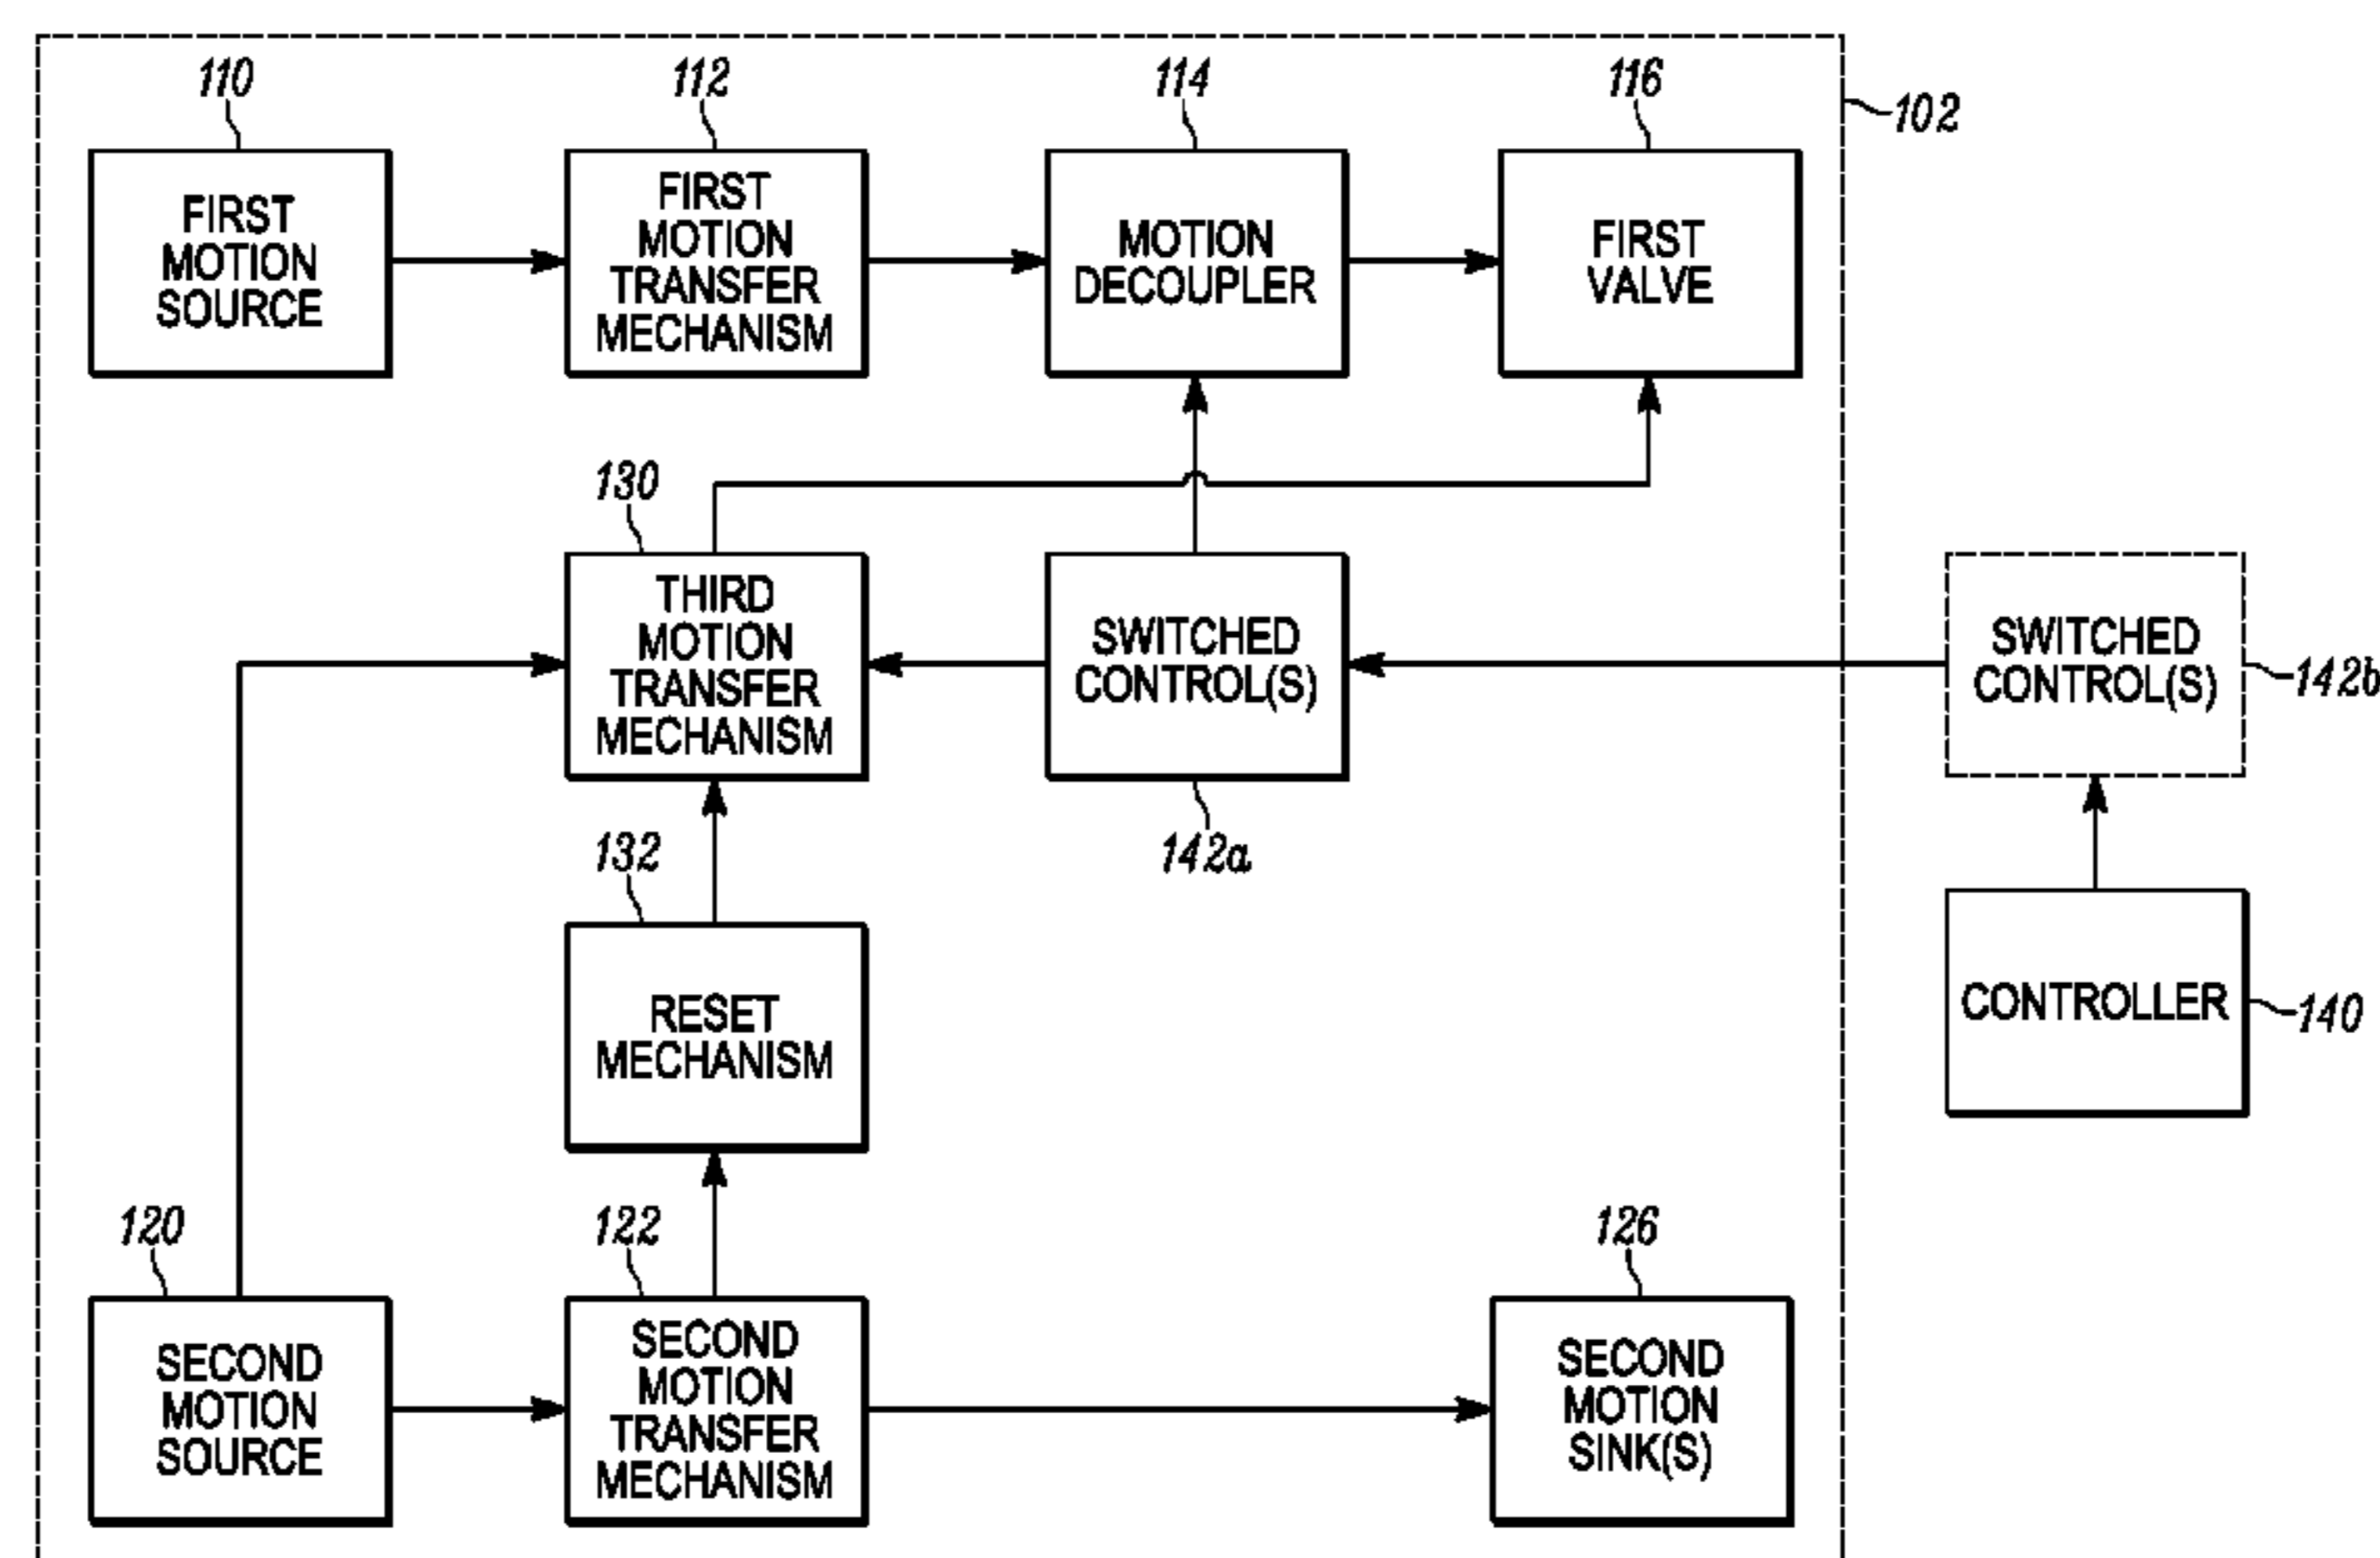 110
112
114
116
102
FIRST
MOTION
SOURCE
FIRST
MOTION
TRANSFER
MECHANISM
MOTION
DECOUPLER
FIRST
VALVE
130
THIRD
MOTION
TRANSFER
MECHANISM
SWITCHED
CONTROL(S)
SWITCHED
CONTROL(S)
142b
142a
132
RESET
MECHANISM
CONTROLLER
140
120
122
126
SECOND
MOTION
SOURCE
SECOND
MOTION
TRANSFER
MECHANISM
SECOND
MOTION
SINK(S)